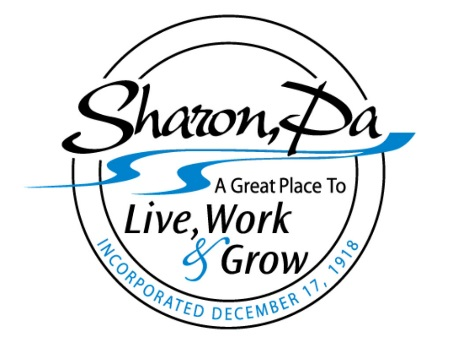 Sharon, Pa
A Great Place To
Live, Work
& Grow
INCORPORATED DECEMBER 17, 1918